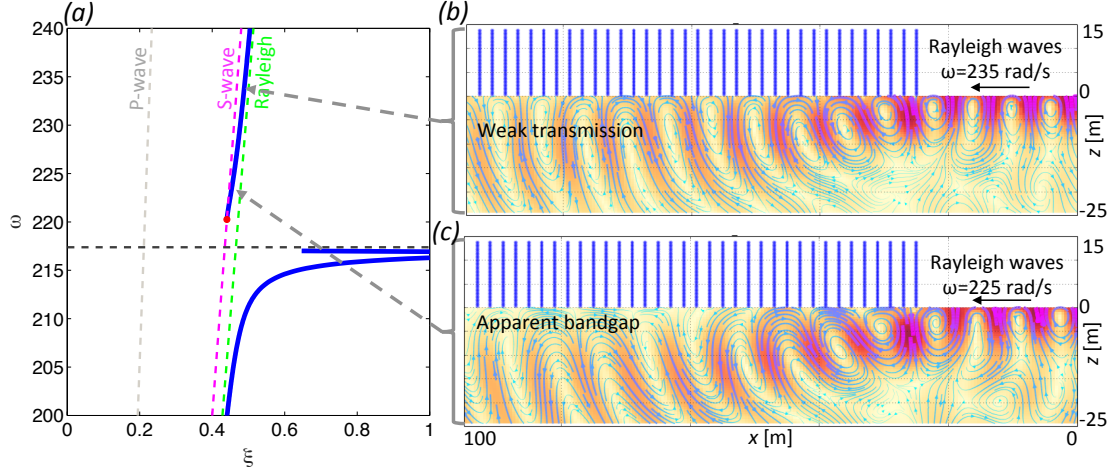 (a)
240
235
230
225
220
215
210
205
200
ω
0
0.2
0.4
0.6
0.8
1
ξ
P-wave
S-wave
Rayleigh
(b)
15
0
-25
z [m]
Rayleigh waves
ω=235 rad/s
Weak transmission
(c)
15
0
-25
z [m]
Rayleigh waves
ω=225 rad/s
Apparent bandgap
100
x [m]
0